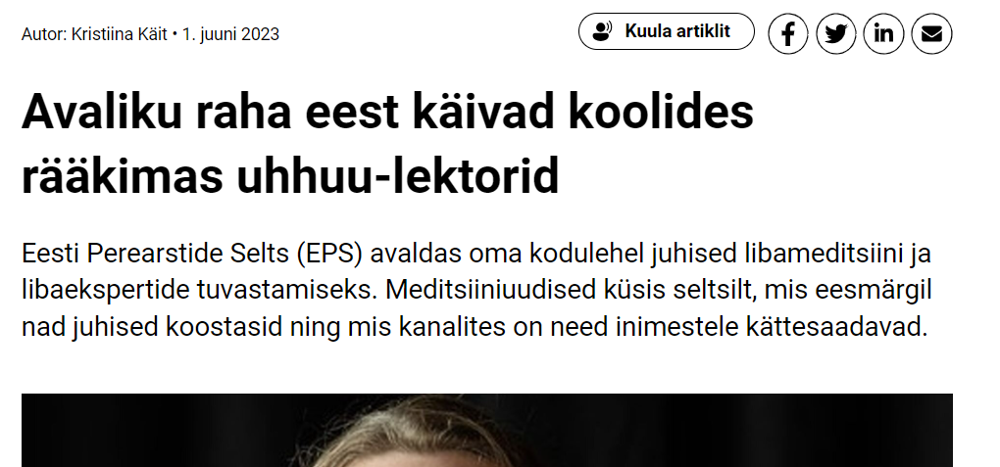 Autor: Kristiina Käit • 1. juuni 2023
Kuula artiklit
Avaliku raha eest käivad koolides
rääkimas uhhuu-lektorid
Eesti Perearstide Selts (EPS) avaldas oma kodulehel juhised libameditsiini ja
libaekspertide tuvastamiseks. Meditsiiniuudised küsis seltsilt, mis eesmärgil
nad juhised koostasid ning mis kanalites on need inimestele kättesaadavad.